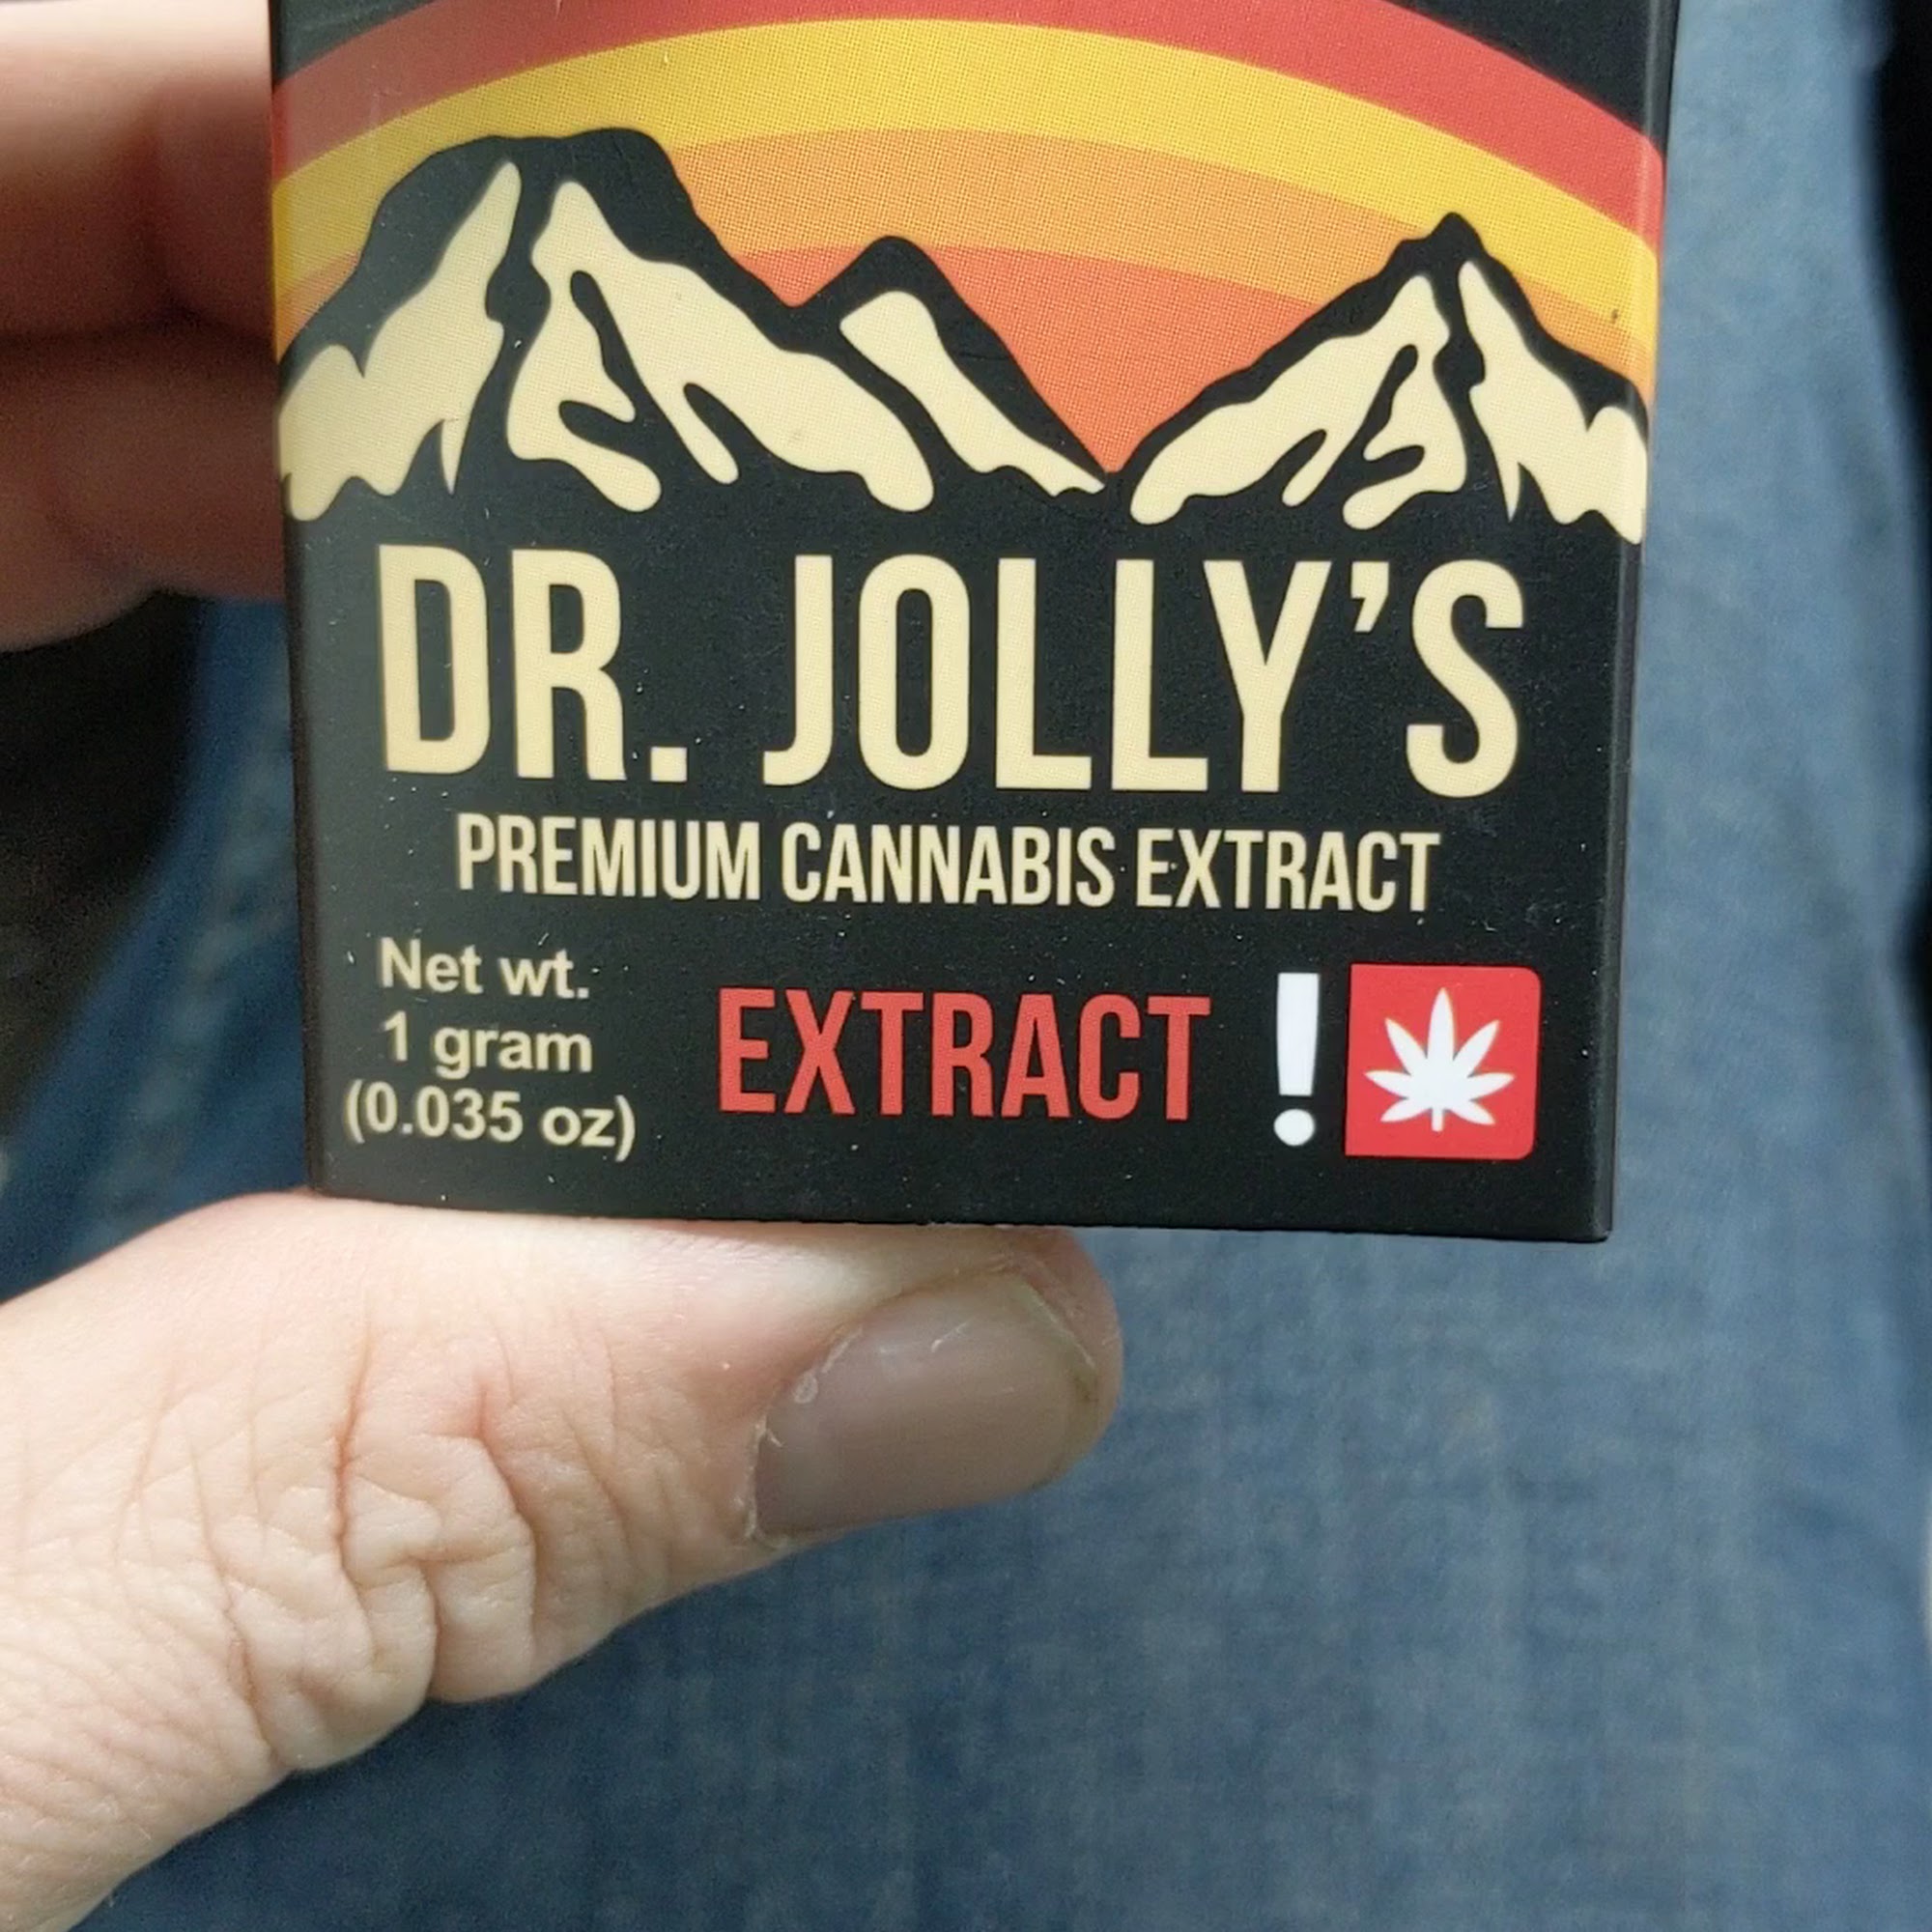 DR. JOLLY'S
PREMIUM CANNABIS EXTRACT
Net wt.
1 gram
(0.035 oz)
EXTRACT
!